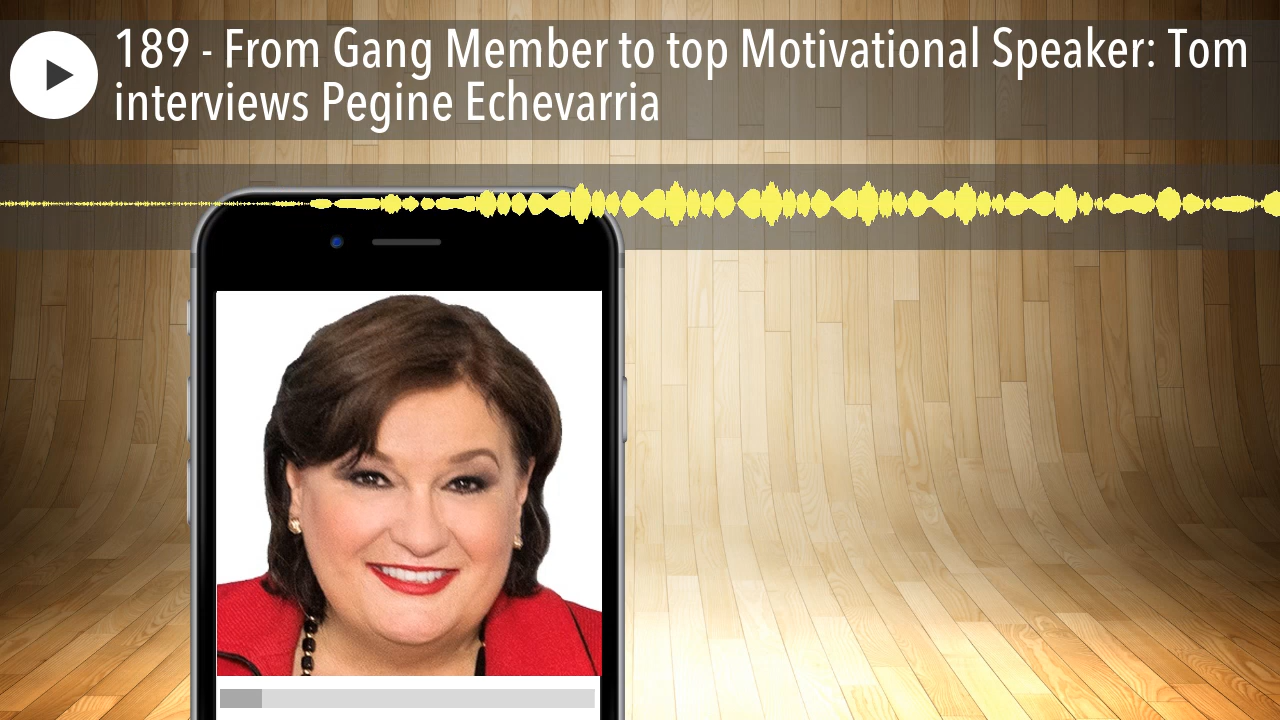 189 - From Gang Member to top Motivational Speaker: Tom
interviews Pegine Echevarria